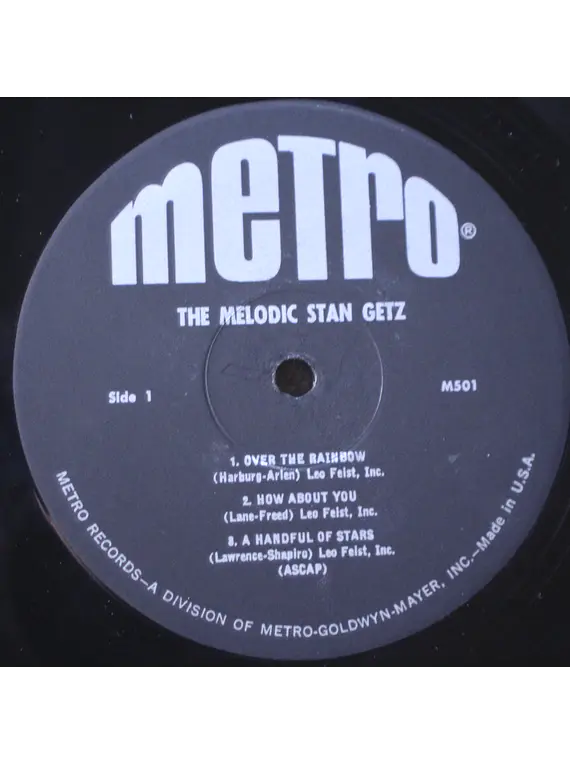 metro®
THE MELODIC STAN GETZ
Side 1
M501
1. OVER THE RAINBOW
(Harburg-Arlen) Leo Feist, Inc.
2. HOW ABOUT YOU
(Lane-Freed) Leo Feist, Inc.
3. A HANDFUL OF STARS
(Lawrence-Shapiro) Leo Feist, Inc.
(ASCAP)
METRO RECORDS—A DIVISION OF METRO-GOLDWYN-MAYER, INC.—Made in U.S.A.